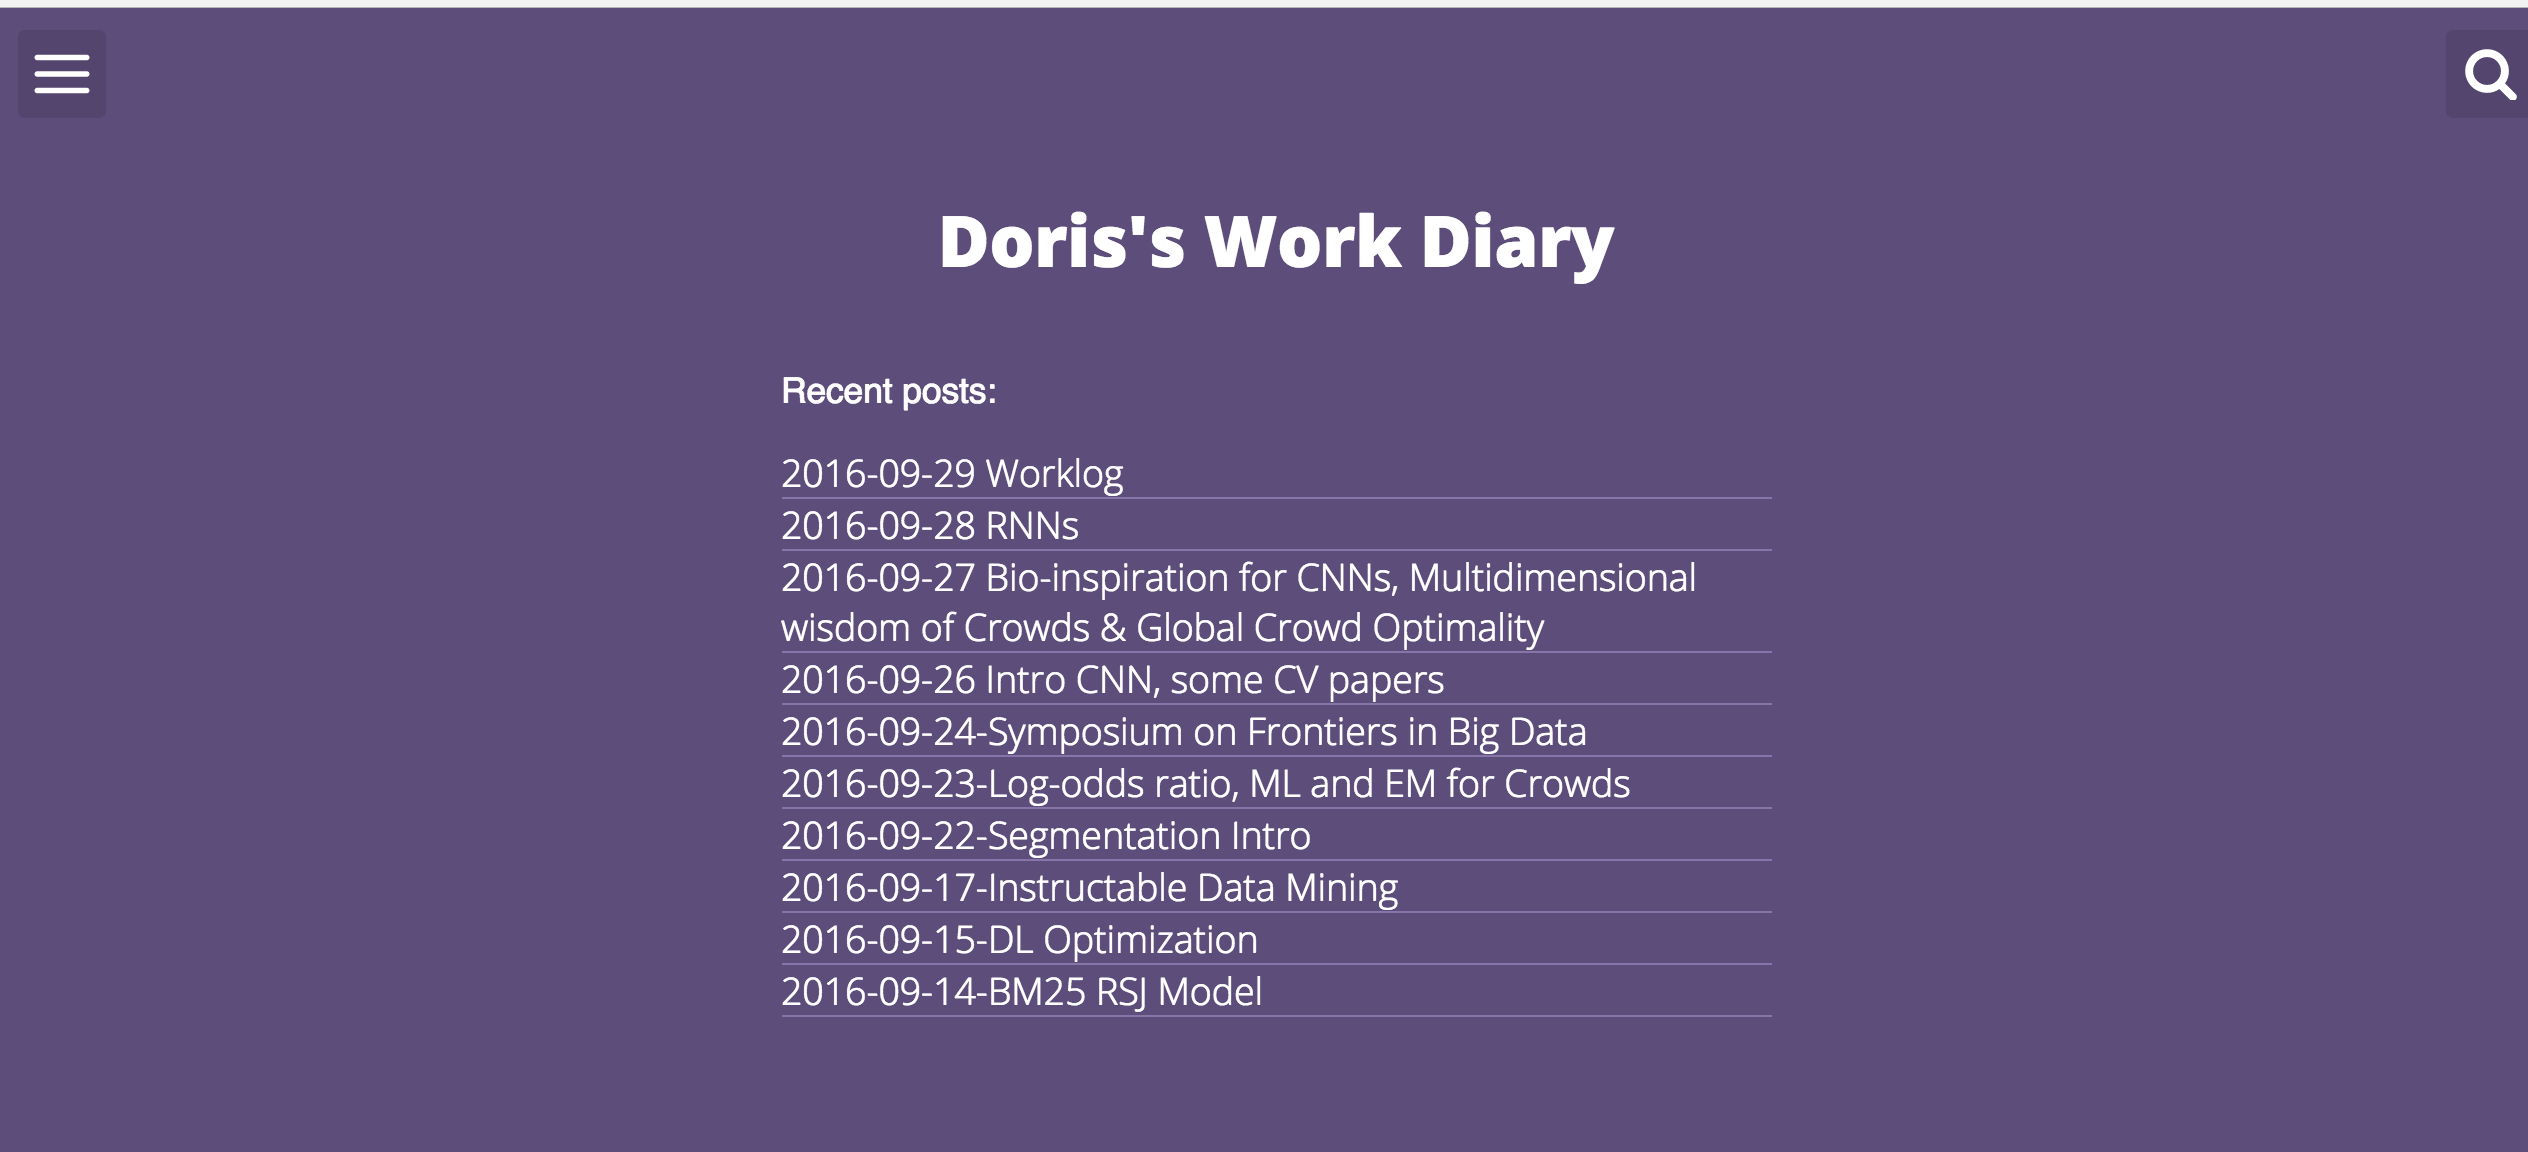 Doris's Work Diary
Recent posts:
2016-09-29 Worklog
2016-09-28 RNNs
2016-09-27 Bio-inspiration for CNNs, Multidimensional
wisdom of Crowds & Global Crowd Optimality
2016-09-26 Intro CNN, some CV papers
2016-09-24-Symposium on Frontiers in Big Data
2016-09-23-Log-odds ratio, ML and EM for Crowds
2016-09-22-Segmentation Intro
2016-09-17-Instructable Data Mining
2016-09-15-DL Optimization
2016-09-14-BM25 RSJ Model